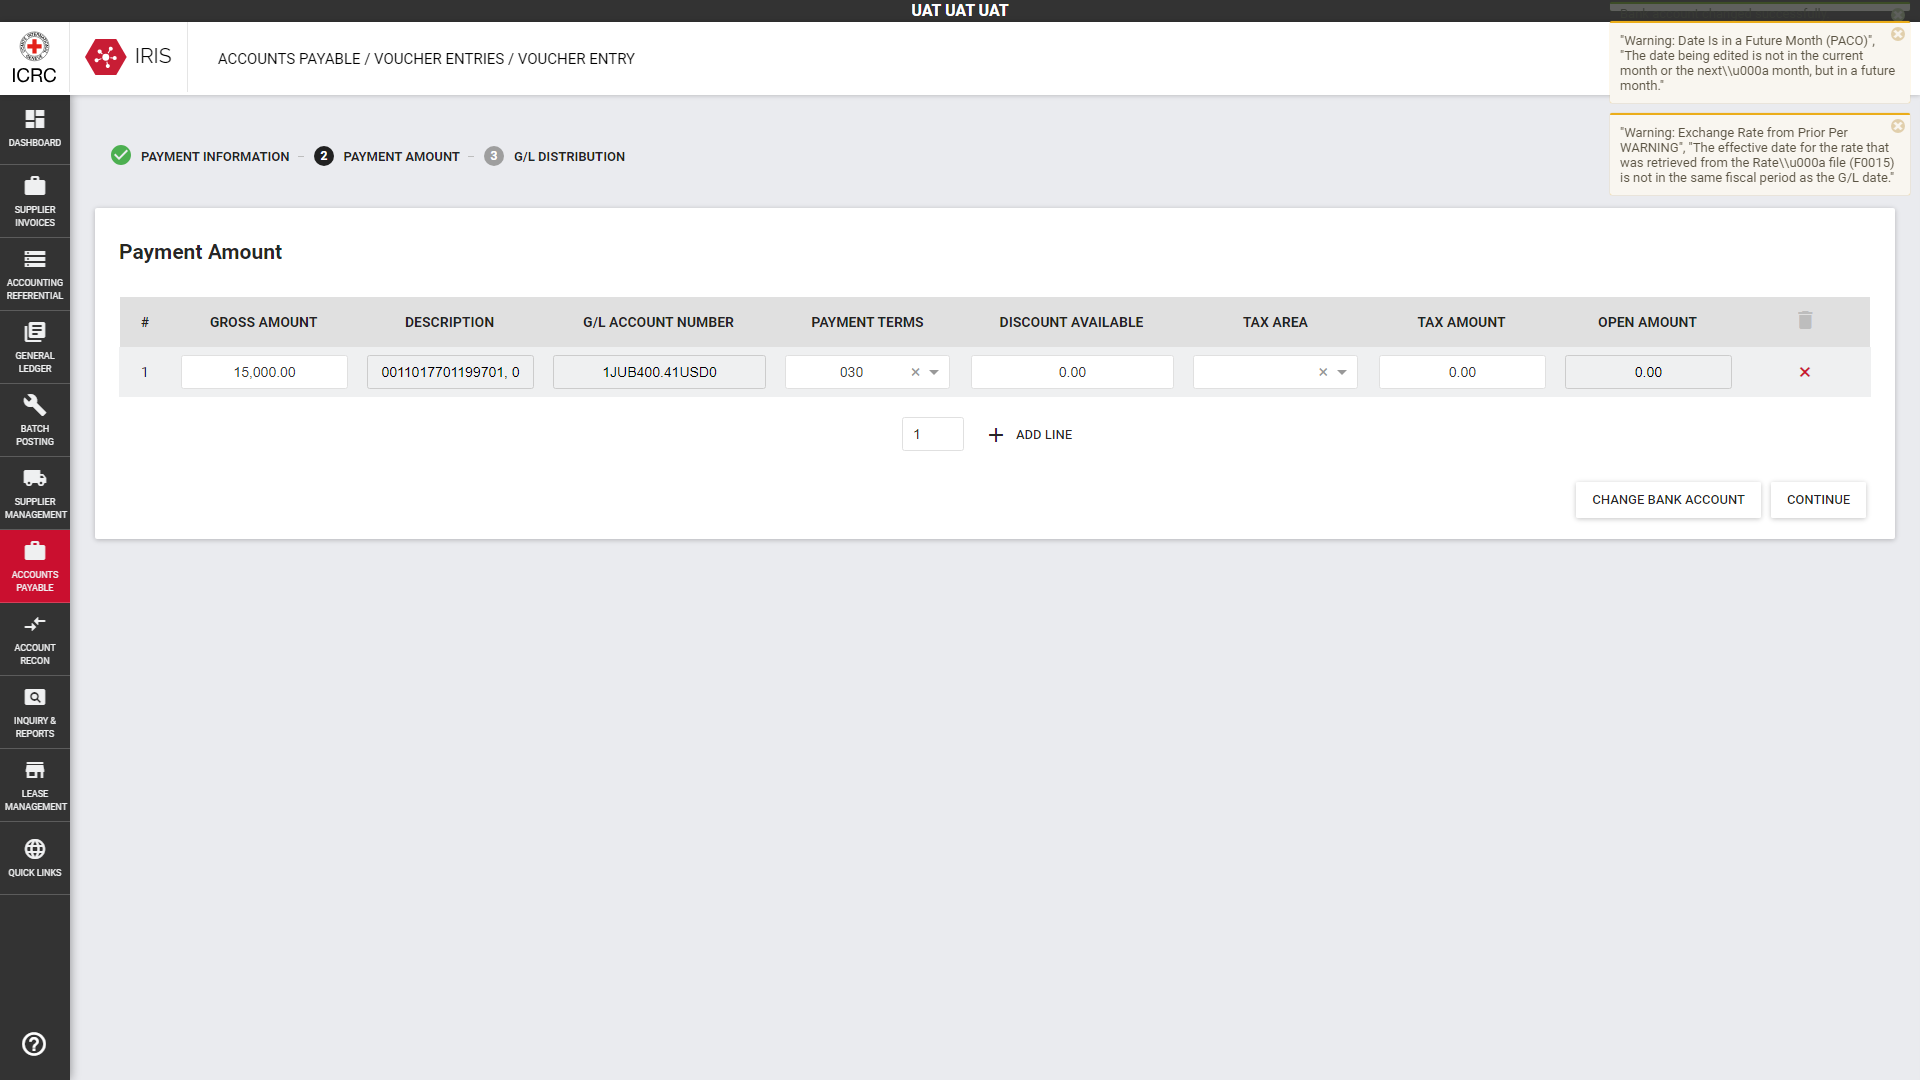 UAT UAT UAT
ICRC
IRIS
ACCOUNTS PAYABLE / VOUCHER ENTRIES / VOUCHER ENTRY
"Warning: Date Is in a Future Month (PACO)",
"The date being edited is not in the current
month or the next\\u000a month, but in a future
month."
"Warning: Exchange Rate from Prior Per
WARNING", "The effective date for the rate that
was retrieved from the Rate\\u000a file (F0015)
is not in the same fiscal period as the G/L date."
DASHBOARD
SUPPLIER
INVOICES
ACCOUNTING
REFERENTIAL
GENERAL
LEDGER
BATCH
POSTING
SUPPLIER
MANAGEMENT
ACCOUNTS
PAYABLE
ACCOUNT
RECON
INQUIRY &
REPORTS
LEASE
MANAGEMENT
QUICK LINKS
PAYMENT INFORMATION
2 PAYMENT AMOUNT
3 G/L DISTRIBUTION
Payment Amount
# GROSS AMOUNT DESCRIPTION G/L ACCOUNT NUMBER PAYMENT TERMS DISCOUNT AVAILABLE TAX AREA TAX AMOUNT OPEN AMOUNT
1 15,000.00 0011017701199701, 0 1JUB400.41USD0 030 0.00 0.00 0.00
1 ADD LINE
CHANGE BANK ACCOUNT CONTINUE